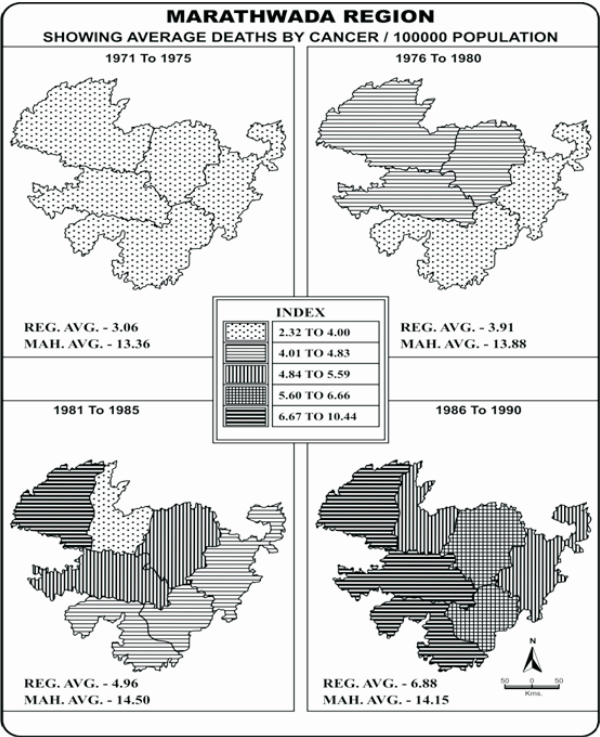 MARATHWADA REGION
SHOWING AVERAGE DEATHS BY CANCER / 100000 POPULATION
1971 To 1975
1976 To 1980
REG. AVG. - 3.06
MAH. AVG. - 13.36
REG. AVG. - 3.91
MAH. AVG. - 13.88
INDEX
2.32 TO 4.00
4.01 TO 4.83
4.84 TO 5.59
5.60 TO 6.66
6.67 TO 10.44
1981 To 1985
1986 To 1990
REG. AVG. - 4.96
MAH. AVG. - 14.50
REG. AVG. - 6.88
MAH. AVG. - 14.15
N
50 0 50
Kms.